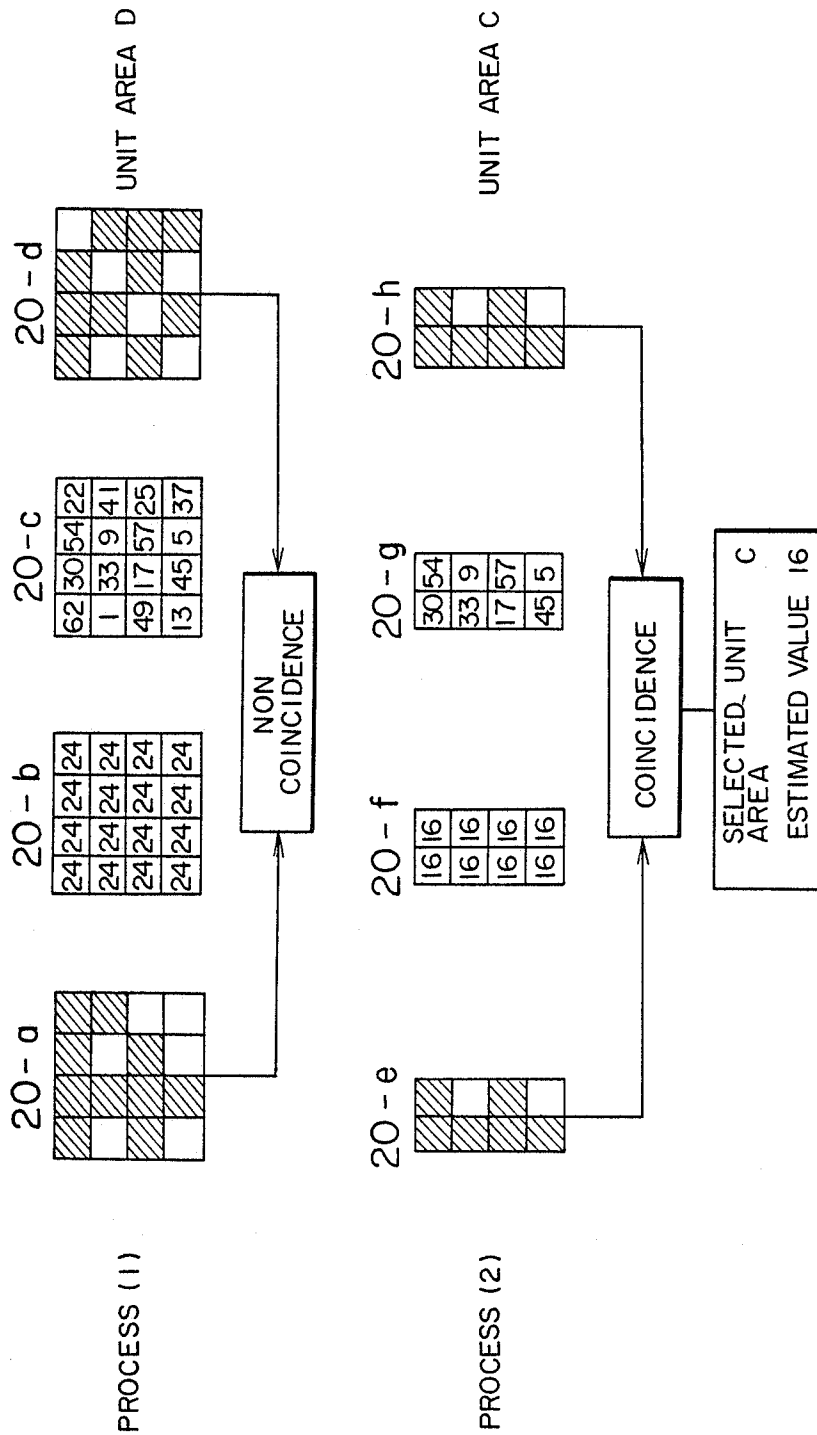 PROCESS (1)
20-a
20-b
24 24 24 24
24 24 24 24
24 24 24 24
24 24 24 24
20-c
62 30 54 22
1 33 9 41
49 17 57 25
13 45 5 37
20-d
UNIT AREA D
NON
COINCIDENCE
PROCESS (2)
20-e
20-f
16 16
16 16
16 16
16 16
20-g
30 54
33 9
17 57
45 5
20-h
UNIT AREA C
COINCIDENCE
SELECTED UNIT C
AREA
ESTIMATED VALUE 16